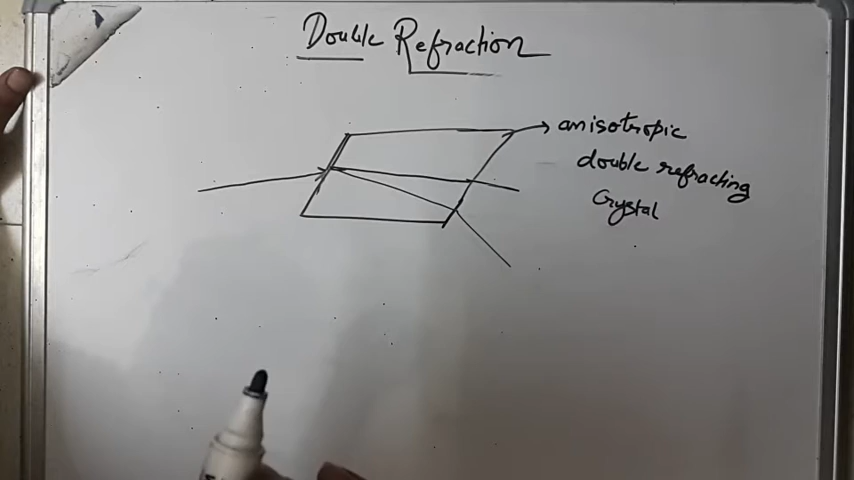 Double Refraction
anisotropic
double refracting
Crystal